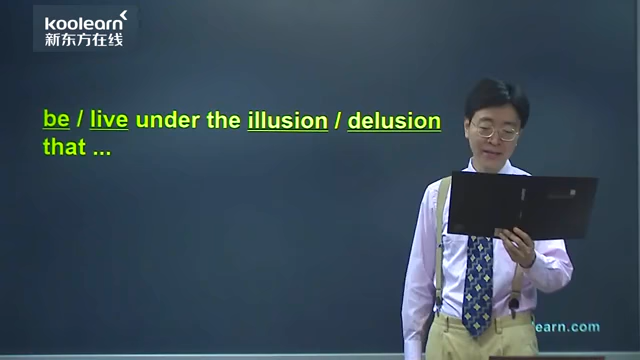 koolearn
新东方在线
be / live under the illusion / delusion
that ...
learn.com